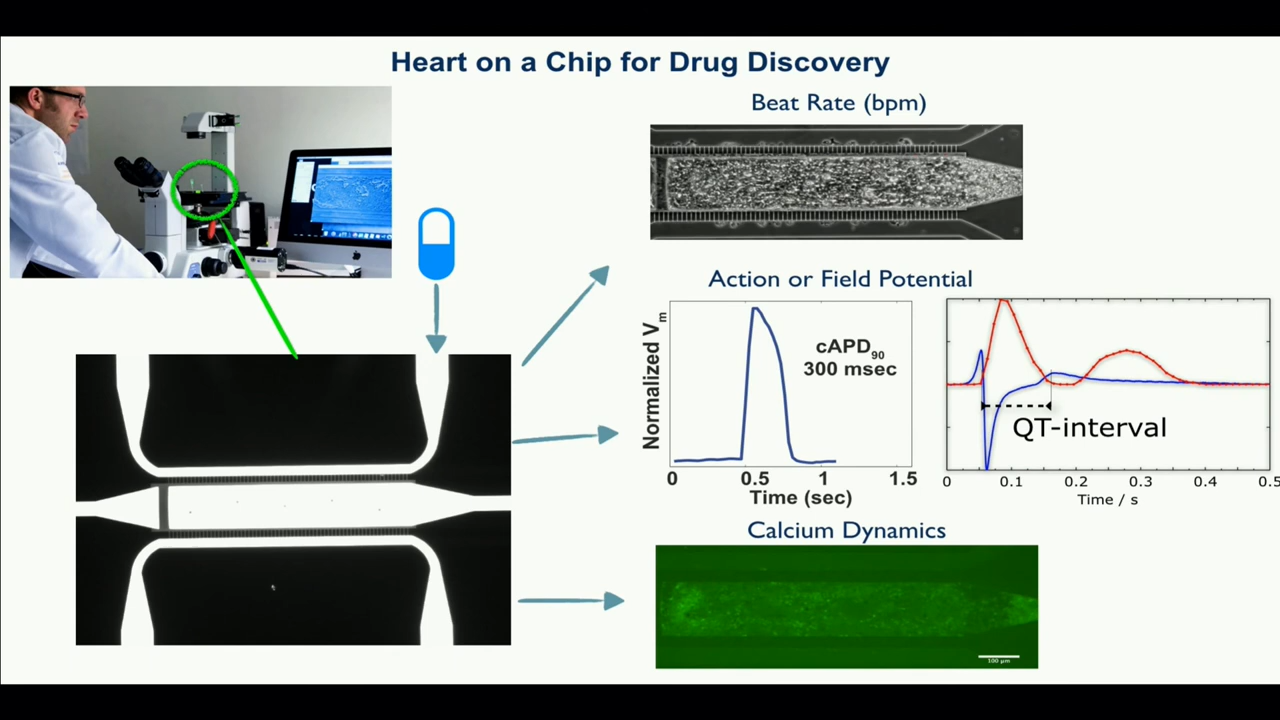 Heart on a Chip for Drug Discovery
Beat Rate (bpm)
Action or Field Potential
Normalized Vm
cAPD90
300 msec
0 0.5 1 1.5
Time (sec)
QT-interval
0 0.1 0.2 0.3 0.4 0.5
Time / s
Calcium Dynamics
100 µm